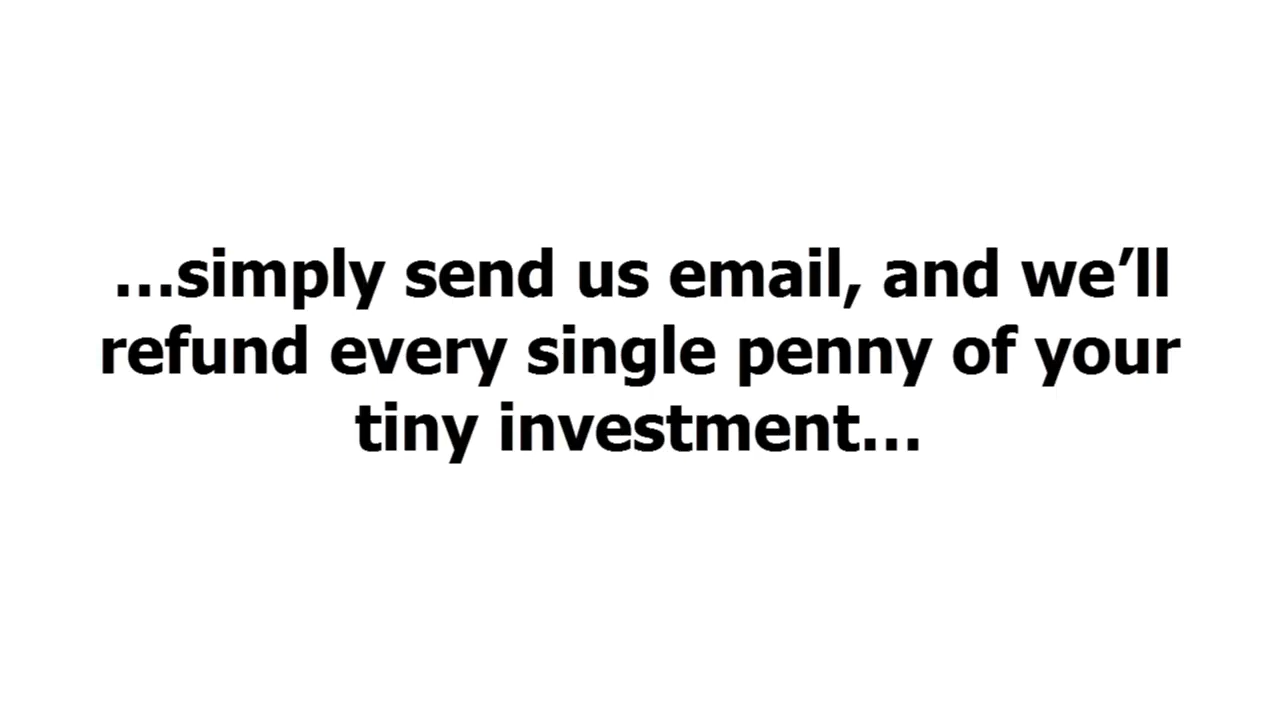 …simply send us email, and we’ll
refund every single penny of your
tiny investment…